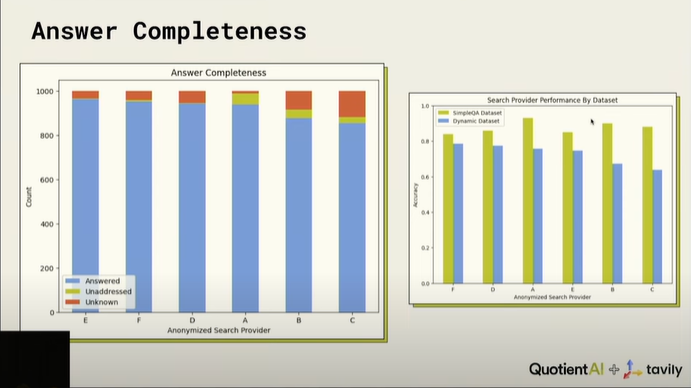 Answer Completeness
Answer Completeness
1000
800
600
400
200
0
Count
Answered
Unaddressed
Unknown
E F D A B C
Anonymized Search Provider
Search Provider Performance By Dataset
1.0
0.8
0.6
0.4
0.2
0.0
Accuracy
SimpleQA Dataset
Dynamic Dataset
F D A E B C
Anonymized Search Provider
QuotientAI + tavily